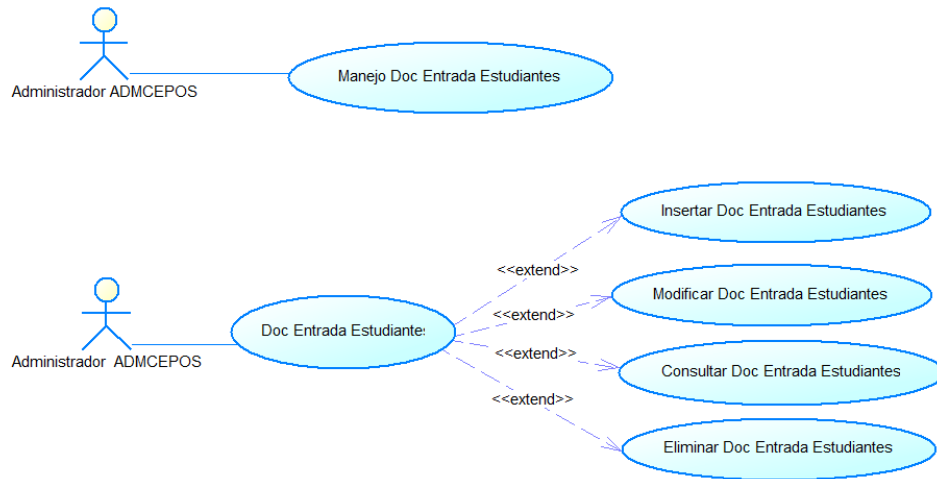 Manejo Doc Entrada Estudiantes
Administrador ADMCEPOS
Insertar Doc Entrada Estudiantes
<<extend>>
Modificar Doc Entrada Estudiantes
<<extend>>
Doc Entrada Estudiantes
<<extend>>
Administrador ADMCEPOS
Consultar Doc Entrada Estudiantes
<<extend>>
Eliminar Doc Entrada Estudiantes